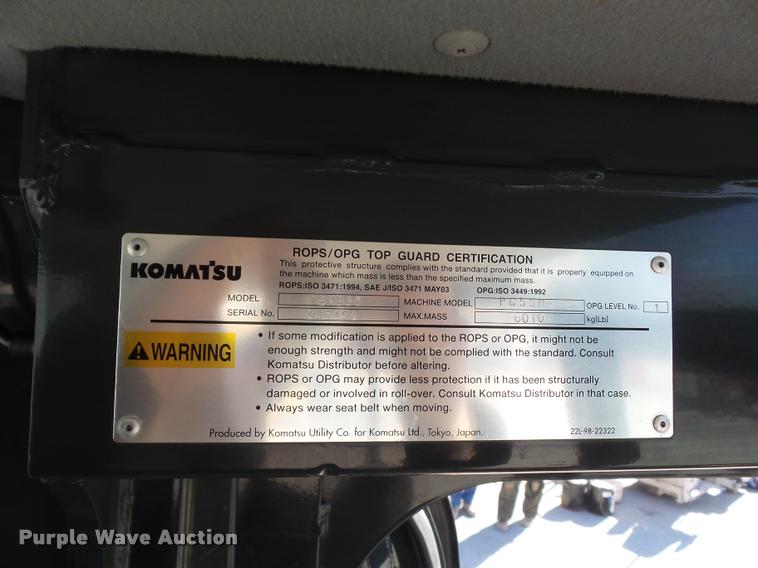 KOMATSU
ROPS/OPG TOP GUARD CERTIFICATION
This protective structure complies with the standard provided that it is properly equipped on
the machine which mass is less than the specified maximum mass.
ROPS:ISO 3471:1994, SAE J/ISO 3471 MAY03 OPG:ISO 3449:1992
MODEL MACHINE MODEL PC55MR-3 OPG LEVEL No. 1
SERIAL No. MAX.MASS 6010 kg(Lb)
WARNING
• If some modification is applied to the ROPS or OPG, it might not be
enough strength and might not be complied with the standard. Consult
Komatsu Distributor before altering.
• ROPS or OPG may provide less protection if it has been structurally
damaged or involved in roll-over. Consult Komatsu Distributor in that case.
• Always wear seat belt when moving.
Produced by Komatsu Utility Co. for Komatsu Ltd., Tokyo, Japan. 22L-98-22322
Purple Wave Auction